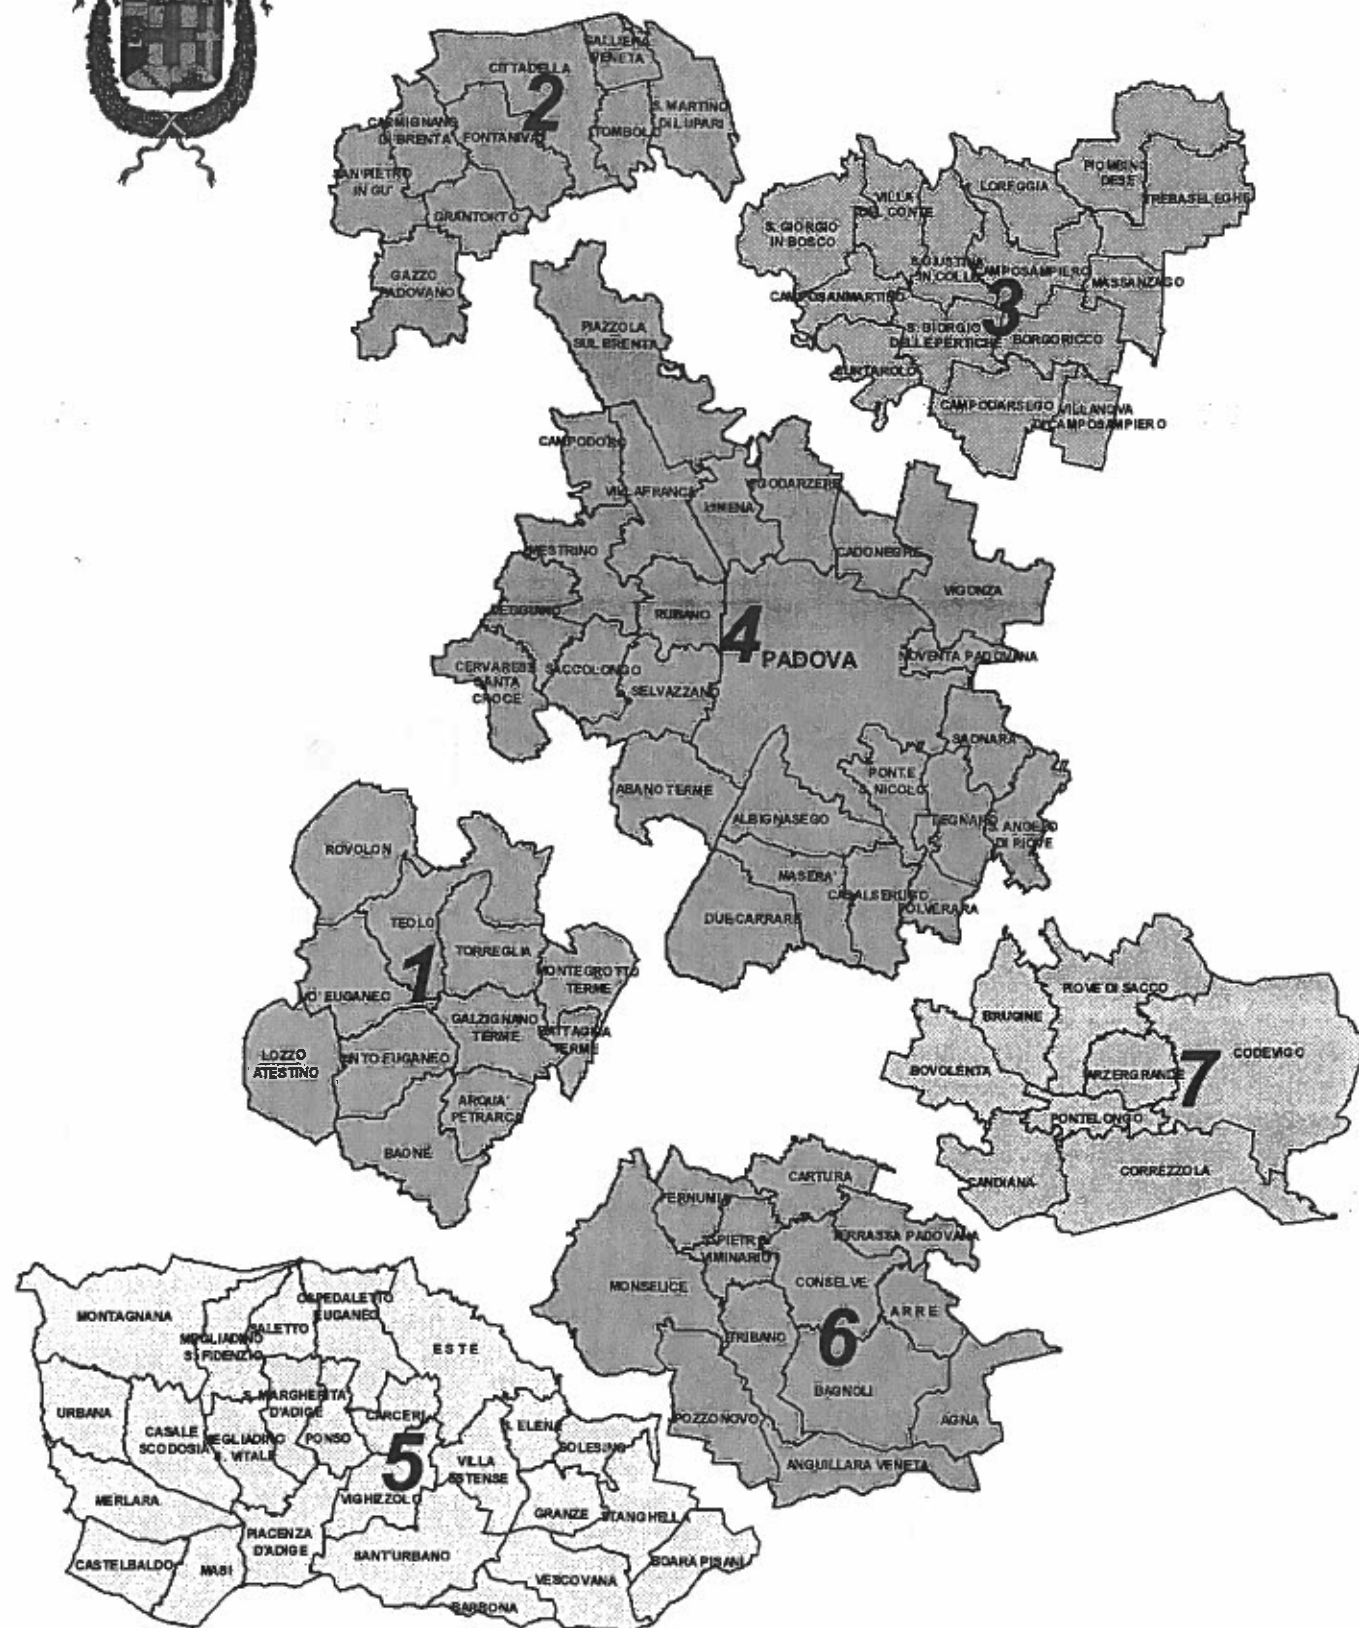 GALLIERA
VENETA
CITTADELLA
2
S. MARTINO
DI LUPARI
CARMIGNANO
DI BRENTA
FONTANIVA
TOMBOLO
SAN PIETRO
IN GU'
GRANTORTO
GAZZO
PADOVANO
PIOMBINO
DESE
LOREGGIA
TREBASELEGHE
VILLA
DEL CONTE
S. GIORGIO
IN BOSCO
S. GIUSTINA
IN COLLE
CAMPOSAMPIERO
MASSANZAGO
CAMPOSANMARTINO
3
S. GIORGIO
DELLE PERTICHE
BORGORICCO
CURTAROLO
CAMPODARSEGO
VILLANOVA
DI CAMPOSAMPIERO
PIAZZOLA
SUL BRENTA
CAMPODORO
VILLAFRANCA
LIMENA
VIGODARZERE
MESTRINO
CADONEGHE
VIGONZA
VEGGIANO
RUBANO
4
PADOVA
NOVENTA PADOVANA
CERVARESE
SANTA
CROCE
SACCOLONGO
SELVAZZANO
SAONARA
ABANO TERME
PONTE
S. NICOLO'
ALBIGNASEGO
LEGNARO
S. ANGELO
DI PIOVE
MASERA'
CASALSERUGO
POLVERARA
DUE CARRARE
ROVOLON
TEOLO
TORREGLIA
1
MONTEGROTTO
TERME
VO' EUGANEO
GALZIGNANO
TERME
BATTAGLIA
TERME
LOZZO
ATESTINO
CINTO EUGANEO
ARQUA'
PETRARCA
BAONE
PIOVE DI SACCO
BRUGINE
CODEVIGO
BOVOLENTA
ARZERGRANDE
7
PONTELONGO
CORREZZOLA
CANDIANA
CARTURA
PERNUMIA
S. PIETRO
VIMINARIO
TERRASSA PADOVANA
MONSELICE
CONSELVE
ARRE
TRIBANO
6
BAGNOLI
POZZONOVO
AGNA
ANGUILLARA VENETA
MONTAGNANA
OSPEDALETTO
EUGANEO
SALETTO
MEGLIADINO
S. FIDENZIO
ESTE
S. MARGHERITA
D'ADIGE
URBANA
CARCERI
CASALE
SCODOSIA
MEGLIADINO
S. VITALE
PONSO
S. ELENA
SOLESINO
5
VILLA
ESTENSE
MERLARA
VIGHIZZOLO
GRANZE
STANGHELLA
PIACENZA
D'ADIGE
CASTELBALDO
MASI
SANT'URBANO
BOARA PISANI
VESCOVANA
BARBONA